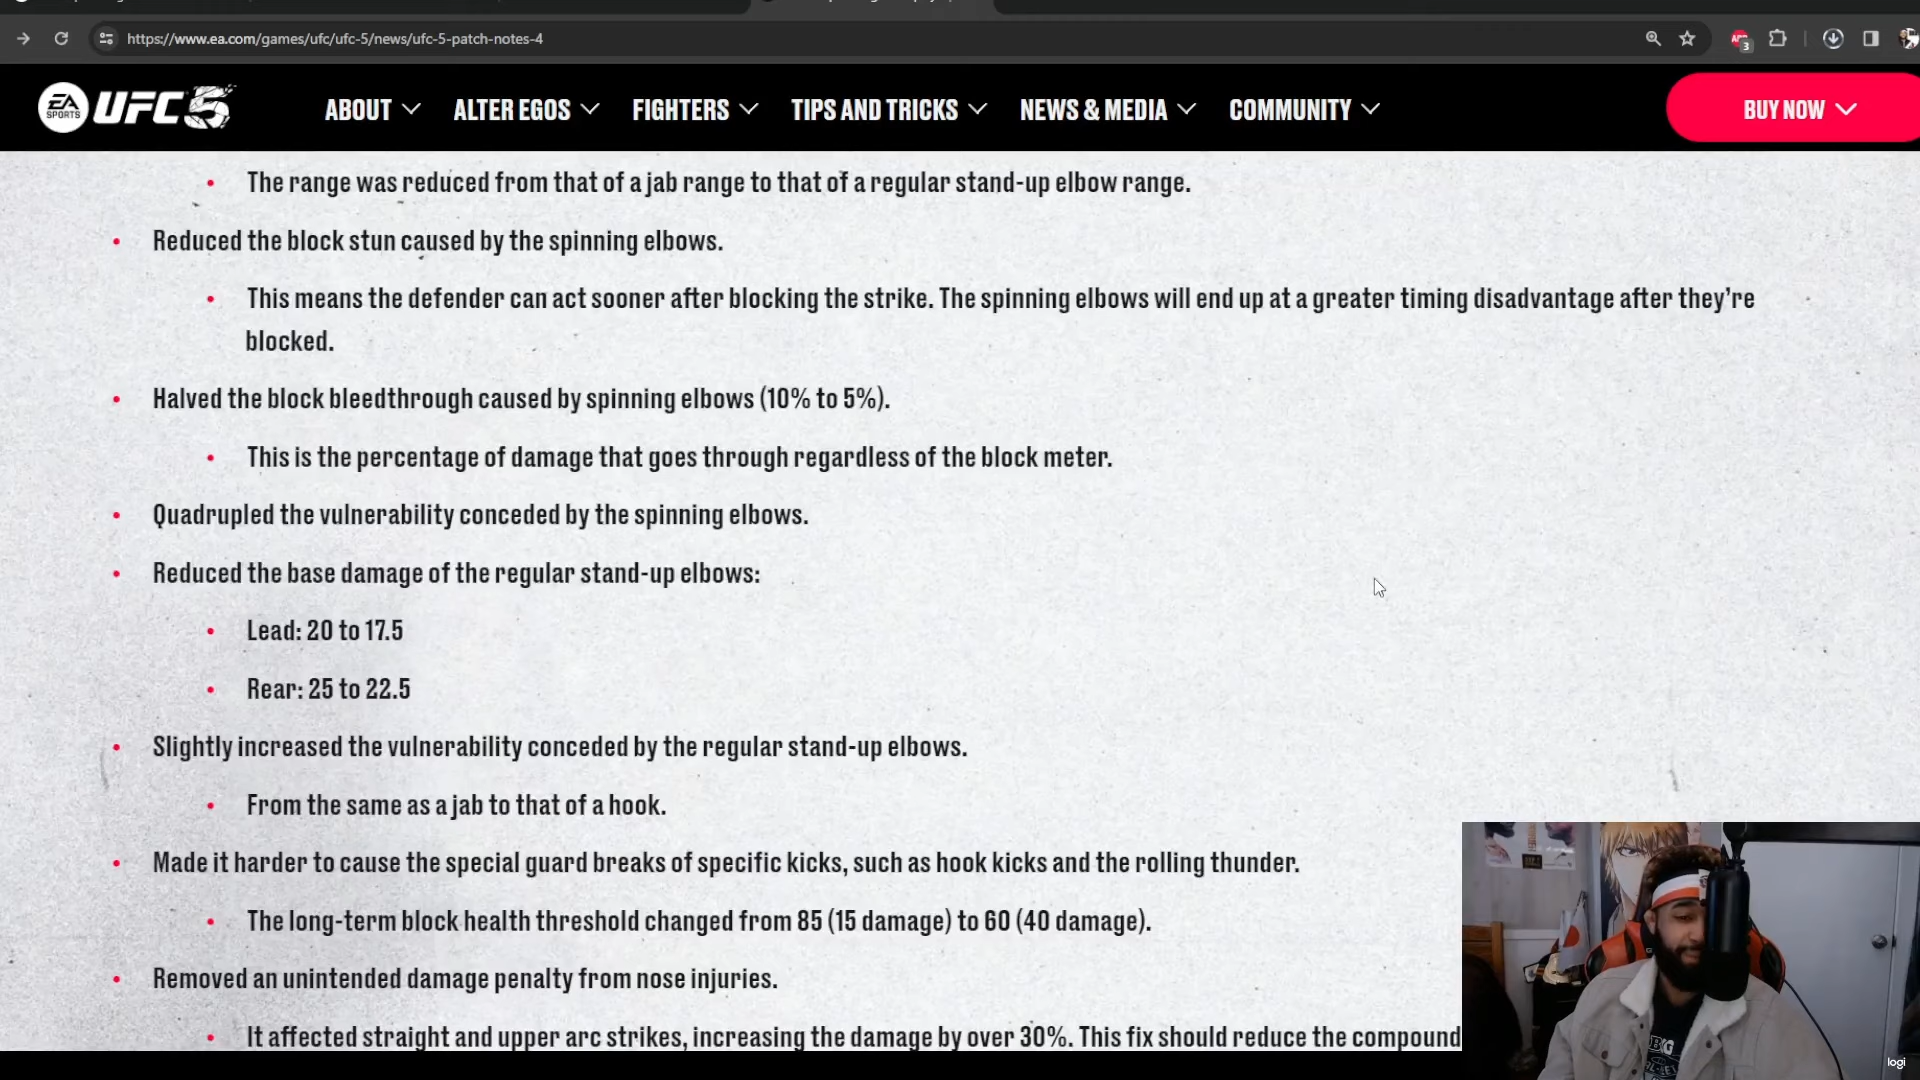 https://www.ea.com/games/ufc/ufc-5/news/ufc-5-patch-notes-4
3
EA SPORTS UFC 5 ABOUT ALTER EGOS FIGHTERS TIPS AND TRICKS NEWS & MEDIA COMMUNITY BUY NOW
• The range was reduced from that of a jab range to that of a regular stand-up elbow range.
• Reduced the block stun caused by the spinning elbows.
• This means the defender can act sooner after blocking the strike. The spinning elbows will end up at a greater timing disadvantage after they’re
blocked.
• Halved the block bleedthrough caused by spinning elbows (10% to 5%).
• This is the percentage of damage that goes through regardless of the block meter.
• Quadrupled the vulnerability conceded by the spinning elbows.
• Reduced the base damage of the regular stand-up elbows:
• Lead: 20 to 17.5
• Rear: 25 to 22.5
• Slightly increased the vulnerability conceded by the regular stand-up elbows.
• From the same as a jab to that of a hook.
• Made it harder to cause the special guard breaks of specific kicks, such as hook kicks and the rolling thunder.
• The long-term block health threshold changed from 85 (15 damage) to 60 (40 damage).
• Removed an unintended damage penalty from nose injuries.
• It affected straight and upper arc strikes, increasing the damage by over 30%. This fix should reduce the compound
logi